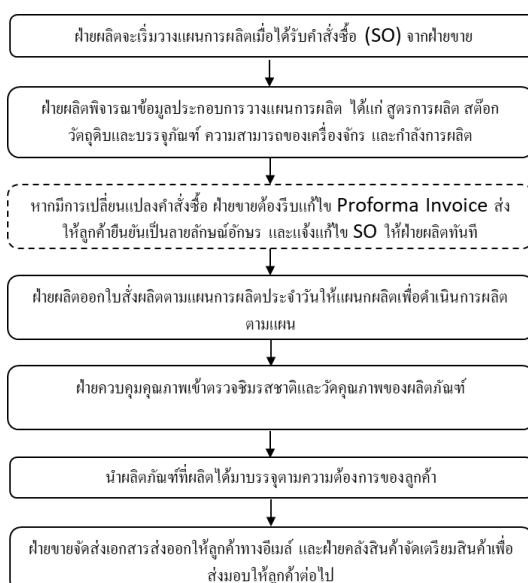 ฝ่ายผลิตจะเริ่มวางแผนการผลิตเมื่อได้รับคำสั่งซื้อ (SO) จากฝ่ายขาย
ฝ่ายผลิตพิจารณาข้อมูลประกอบการวางแผนการผลิต ได้แก่ สูตรการผลิต สต๊อก
วัตถุดิบและบรรจุภัณฑ์ ความสามารถของเครื่องจักร และกำลังการผลิต
หากมีการเปลี่ยนแปลงคำสั่งซื้อ ฝ่ายขายต้องรีบแก้ไข Proforma Invoice ส่ง
ให้ลูกค้ายืนยันเป็นลายลักษณ์อักษร และแจ้งแก้ไข SO ให้ฝ่ายผลิตทันที
ฝ่ายผลิตออกใบสั่งผลิตตามแผนการผลิตประจำวันให้แผนกผลิตเพื่อดำเนินการผลิต
ตามแผน
ฝ่ายควบคุมคุณภาพเข้าตรวจชิมรสชาติและวัดคุณภาพของผลิตภัณฑ์
นำผลิตภัณฑ์ที่ผลิตได้มาบรรจุตามความต้องการของลูกค้า
ฝ่ายขายจัดส่งเอกสารส่งออกให้ลูกค้าทางอีเมล์ และฝ่ายคลังสินค้าจัดเตรียมสินค้าเพื่อ
ส่งมอบให้ลูกค้าต่อไป